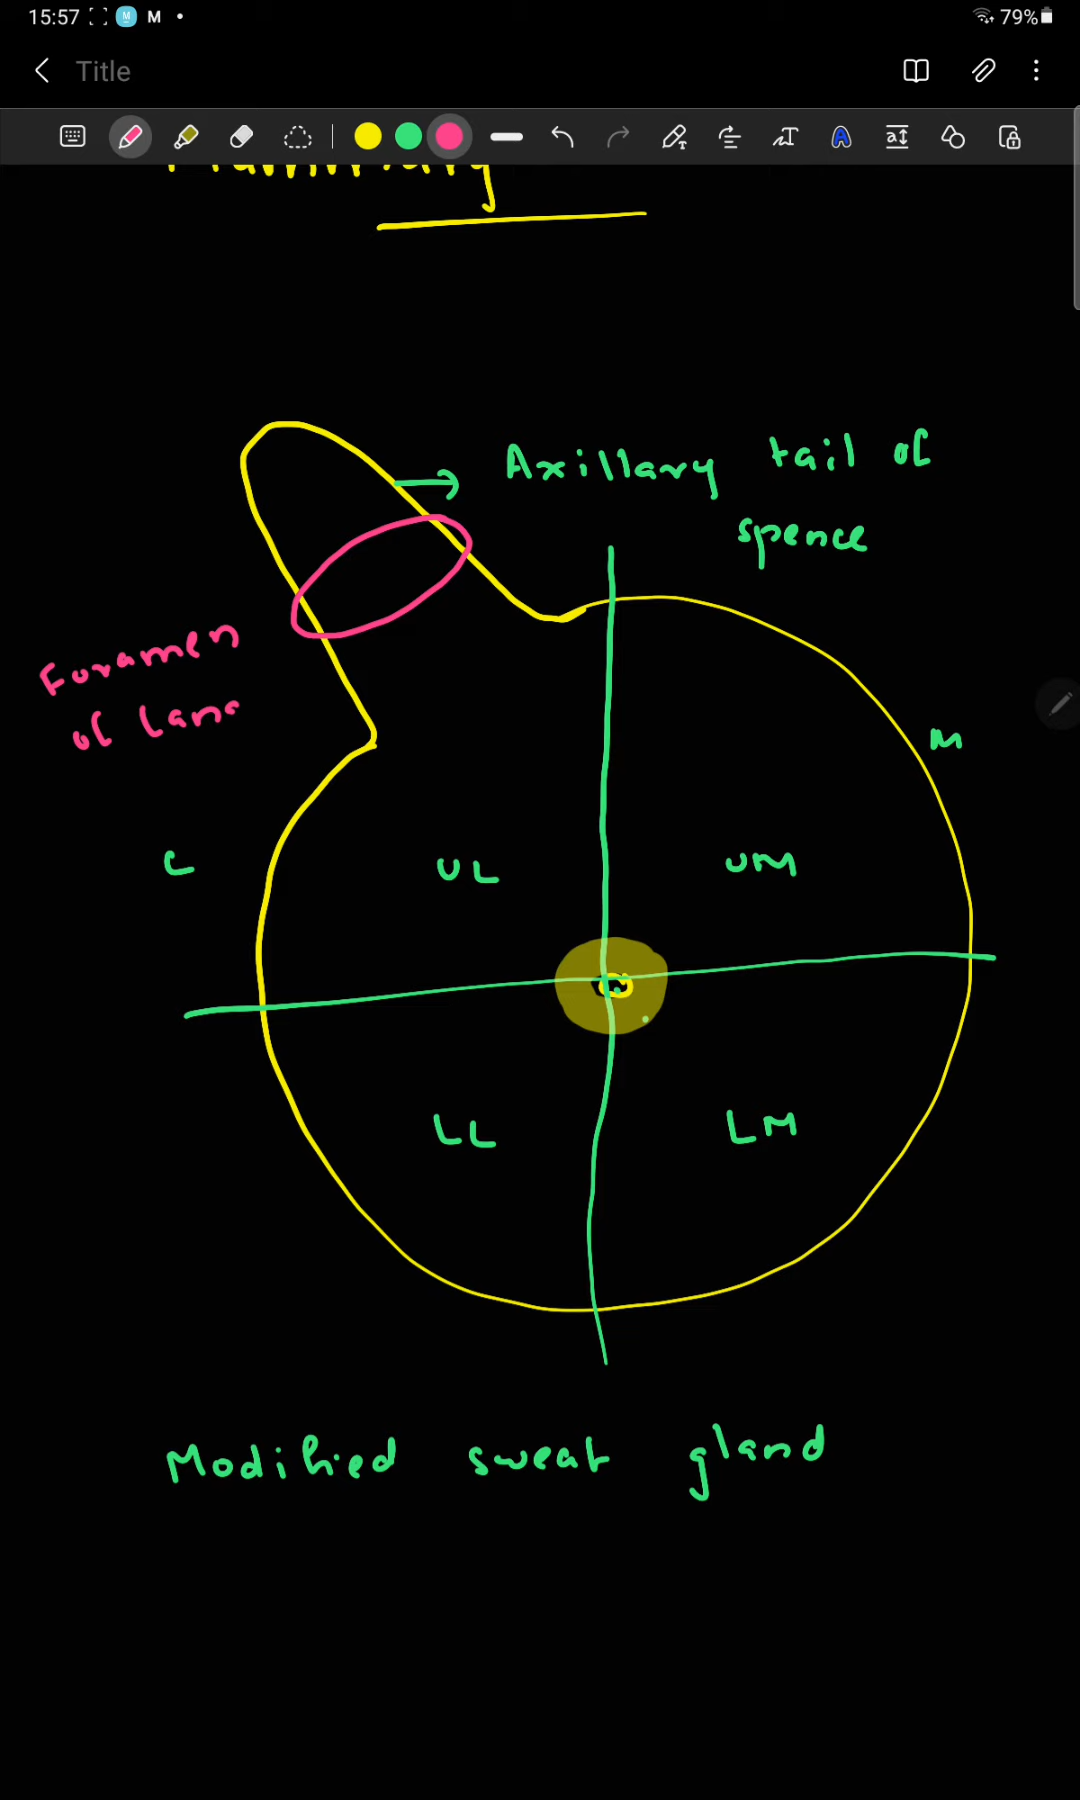 15:57 M M
79%
Title
Axillary tail of
spence
Foramen
of Lang
M
L
UL
UM
LL
LM
Modified sweat gland